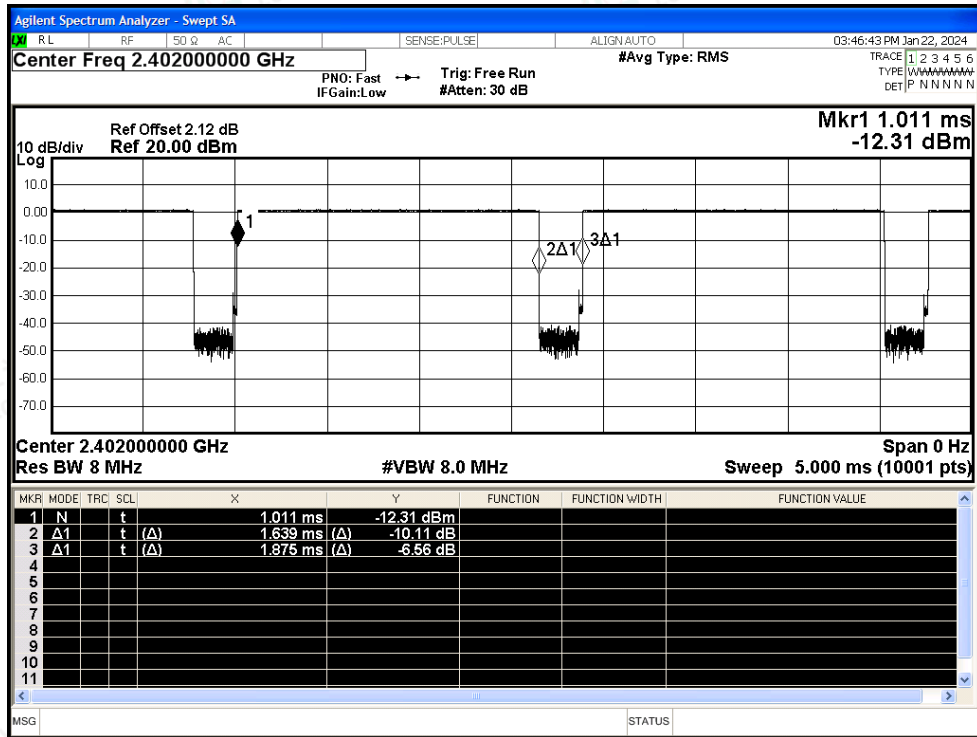 Agilent Spectrum Analyzer - Swept SA
LXI RL RF 50 Ω AC SENSE:PULSE ALIGN AUTO 03:46:43 PM Jan 22, 2024
Center Freq 2.402000000 GHz
#Avg Type: RMS
TRACE 1 2 3 4 5 6
PNO: Fast Trig: Free Run
TYPE WWWWWW
IFGain:Low #Atten: 30 dB
DET P N N N N N
Mkr1 1.011 ms
-12.31 dBm
Ref Offset 2.12 dB
10 dB/div Ref 20.00 dBm
Log
10.0
0.00
1
-10.0
2Δ1 3Δ1
-20.0
-30.0
-40.0
-50.0
-60.0
-70.0
Center 2.402000000 GHz Span 0 Hz
Res BW 8 MHz #VBW 8.0 MHz Sweep 5.000 ms (10001 pts)
MKR MODE TRC SCL X Y FUNCTION FUNCTION WIDTH FUNCTION VALUE
1 N t 1.011 ms -12.31 dBm
2 Δ1 t (Δ) 1.639 ms (Δ) -10.11 dB
3 Δ1 t (Δ) 1.875 ms (Δ) -6.56 dB
4
5
6
7
8
9
10
11
MSG STATUS